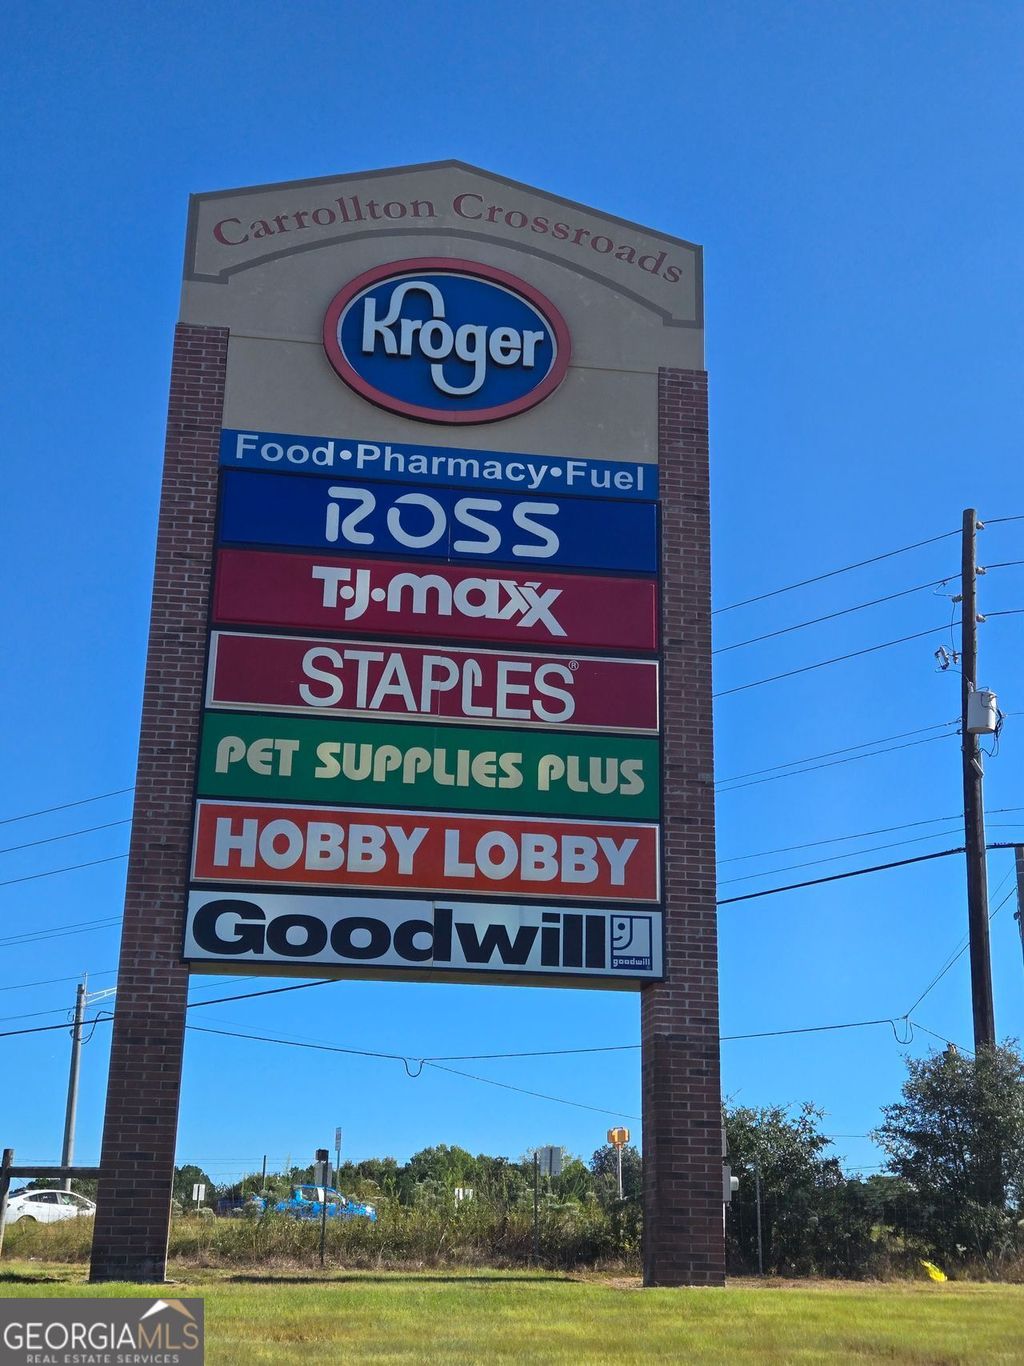 Carrollton Crossroads
Kroger
Food•Pharmacy•Fuel
ROSS
T·J·maxx
STAPLES®
PET SUPPLIES PLUS
HOBBY LOBBY
Goodwill
goodwill
GEORGIAMLS
REAL ESTATE SERVICES